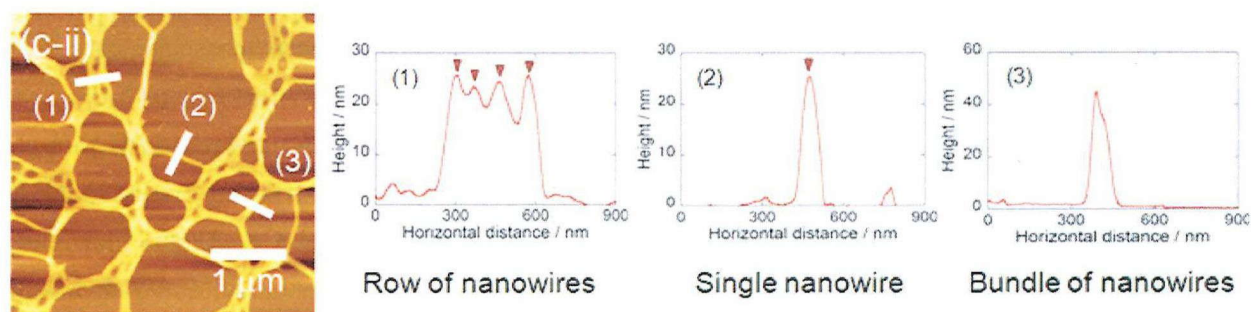 (c-ii)
(1)
(2)
(3)
1 μm
(1)
Height / nm
30
20
10
0
0 300 600 900
Horizontal distance / nm
Row of nanowires
(2)
Height / nm
30
20
10
0
0 300 600 900
Horizontal distance / nm
Single nanowire
(3)
Height / nm
60
40
20
0
0 300 600 900
Horizontal distance / nm
Bundle of nanowires